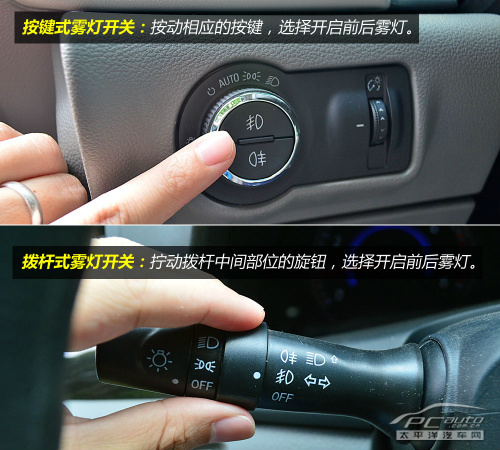 按键式雾灯开关：按动相应的按键，选择开启前后雾灯。
AUTO
拨杆式雾灯开关：拧动拨杆中间部位的旋钮，选择开启前后雾灯。
OFF
OFF
PCauto
.com.cn
太平洋汽车网